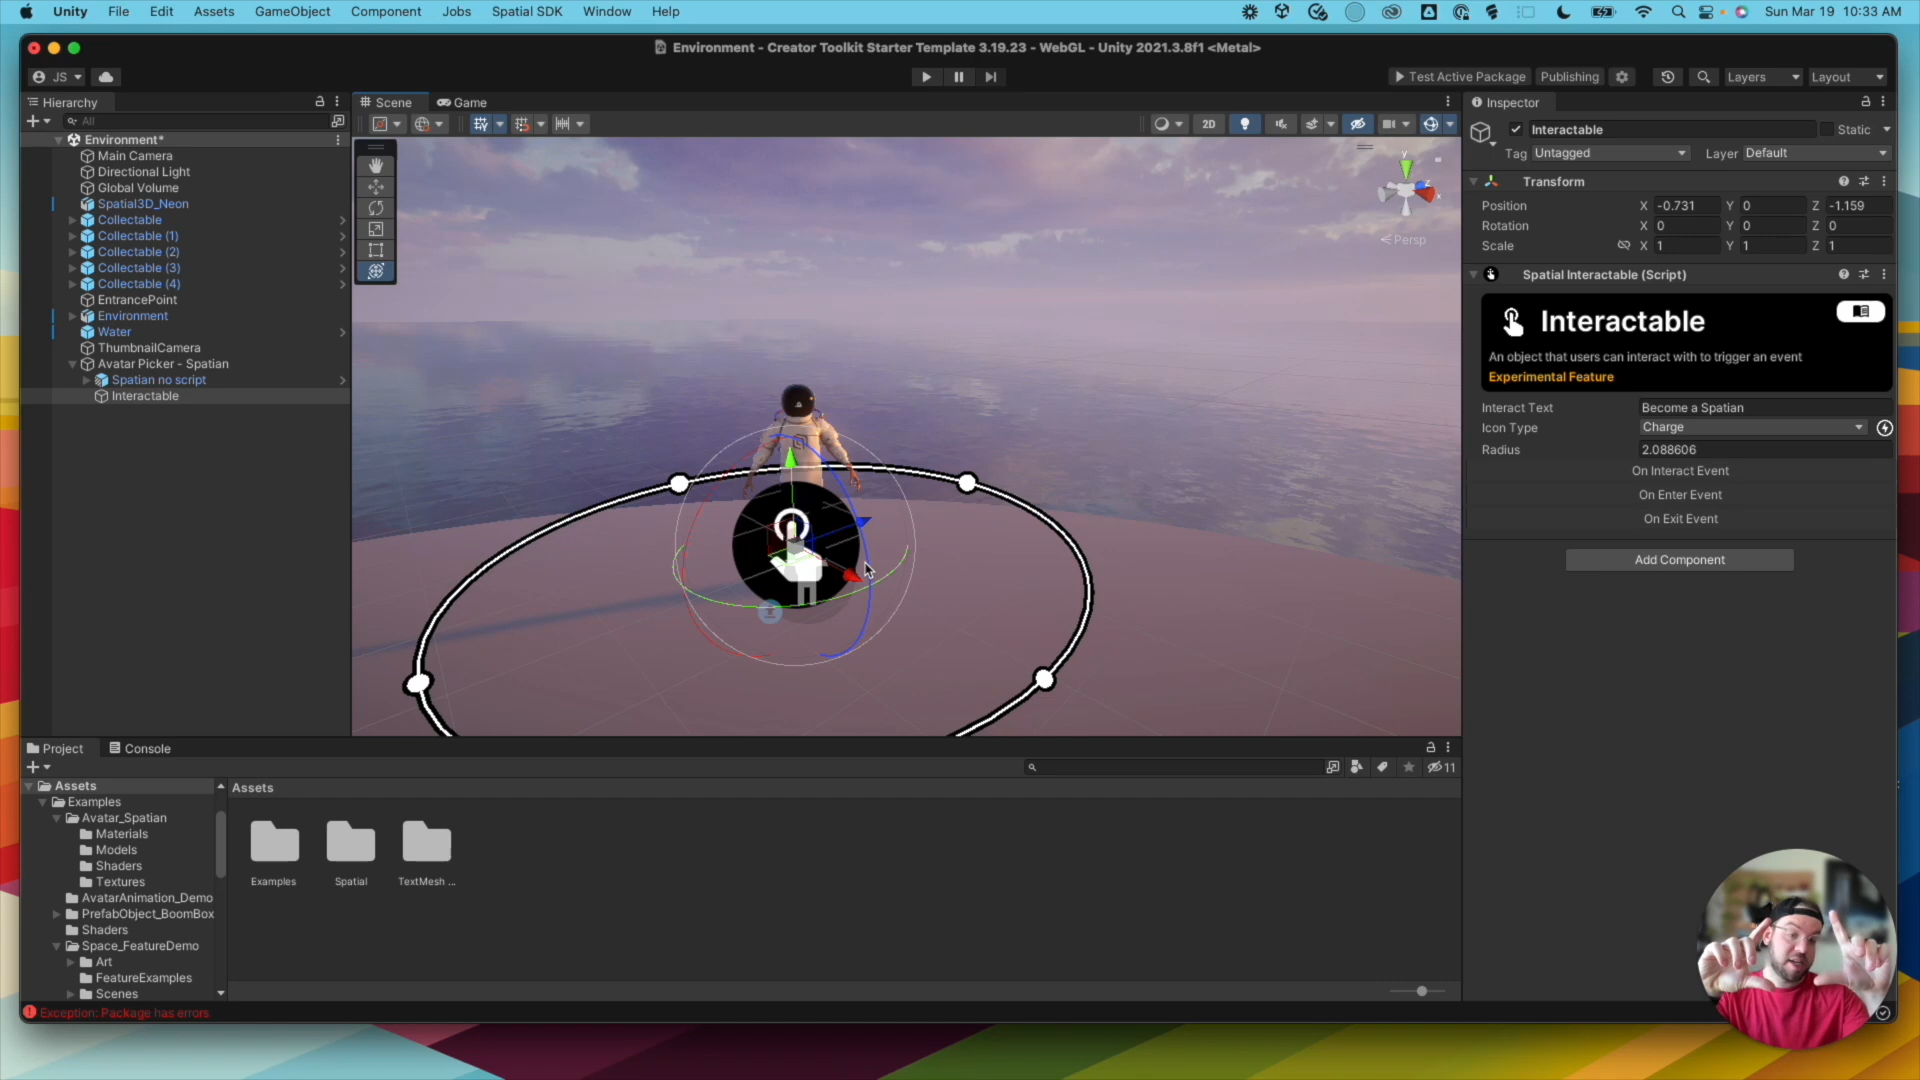 Unity File Edit Assets GameObject Component Jobs Spatial SDK Window Help Sun Mar 19 10:33 AM
Environment - Creator Toolkit Starter Template 3.19.23 - WebGL - Unity 2021.3.8f1 <Metal>
JS Test Active Package Publishing Layers Layout
Hierarchy Scene Game Inspector
All 2D
Environment*
Main Camera
Directional Light
Global Volume
Spatial3D_Neon
Collectable
Collectable (1)
Collectable (2)
Collectable (3)
Collectable (4)
EntrancePoint
Environment
Water
ThumbnailCamera
Avatar Picker - Spatian
Spatian no script
Interactable
y
z
x
Persp
Interactable Static
Tag Untagged Layer Default
Transform
Position X -0.731 Y 0 Z -1.159
Rotation X 0 Y 0 Z 0
Scale X 1 Y 1 Z 1
Spatial Interactable (Script)
Interactable
An object that users can interact with to trigger an event
Experimental Feature
Interact Text Become a Spatian
Icon Type Charge
Radius 2.088606
On Interact Event
On Enter Event
On Exit Event
Add Component
Project Console
11
Assets
Examples
Avatar_Spatian
Materials
Models
Shaders
Textures
AvatarAnimation_Demo
PrefabObject_BoomBox
Shaders
Space_FeatureDemo
Art
FeatureExamples
Scenes
Assets
Examples Spatial TextMesh ...
Exception: Package has errors